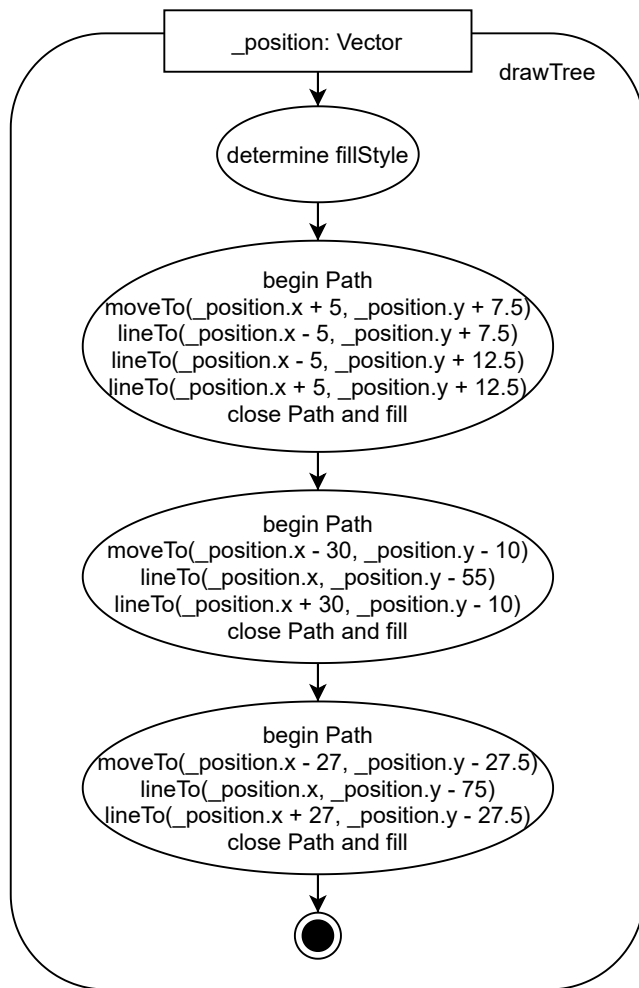 _position: Vector
drawTree
determine fillStyle
begin Path
moveTo(_position.x + 5, _position.y + 7.5)
lineTo(_position.x - 5, _position.y + 7.5)
lineTo(_position.x - 5, _position.y + 12.5)
lineTo(_position.x + 5, _position.y + 12.5)
close Path and fill
begin Path
moveTo(_position.x - 30, _position.y - 10)
lineTo(_position.x, _position.y - 55)
lineTo(_position.x + 30, _position.y - 10)
close Path and fill
begin Path
moveTo(_position.x - 27, _position.y - 27.5)
lineTo(_position.x, _position.y - 75)
lineTo(_position.x + 27, _position.y - 27.5)
close Path and fill